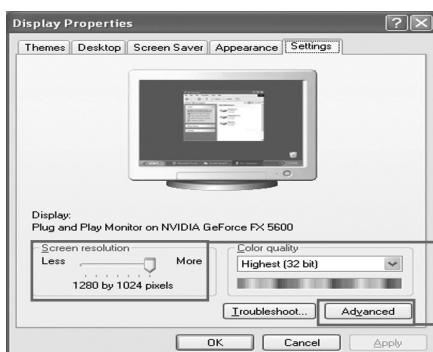 Display Properties
Themes Desktop Screen Saver Appearance Settings
Display:
Plug and Play Monitor on NVIDIA GeForce FX 5600
Screen resolution
Less More
1280 by 1024 pixels
Color quality
Highest (32 bit)
Troubleshoot... Advanced
OK Cancel Apply